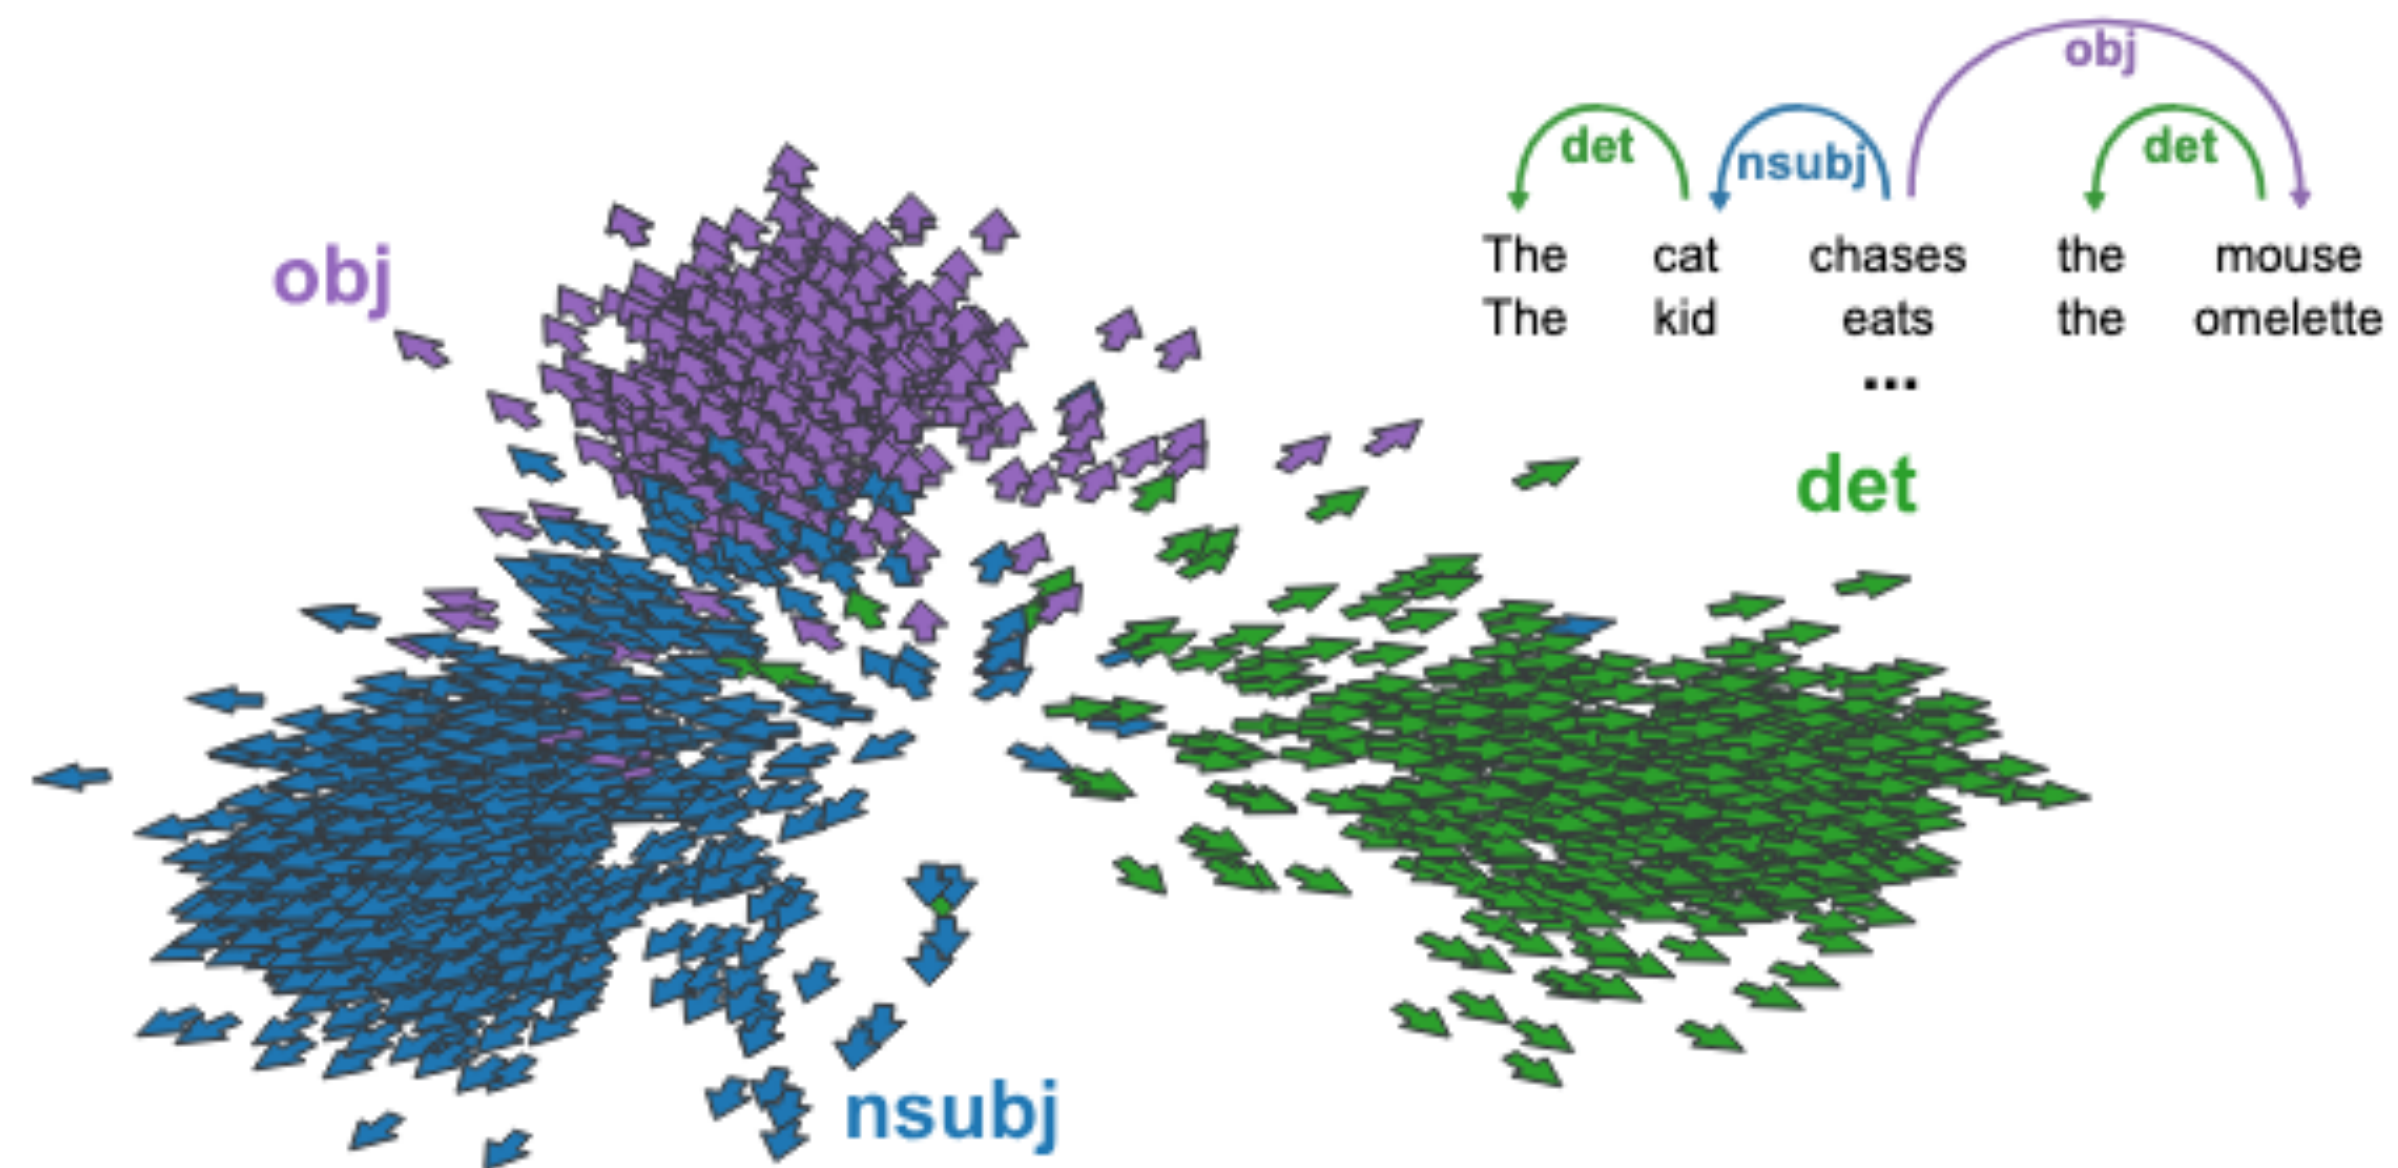 obj
det
nsubj
det
The cat chases the mouse
The kid eats the omelette
...
obj
det
nsubj